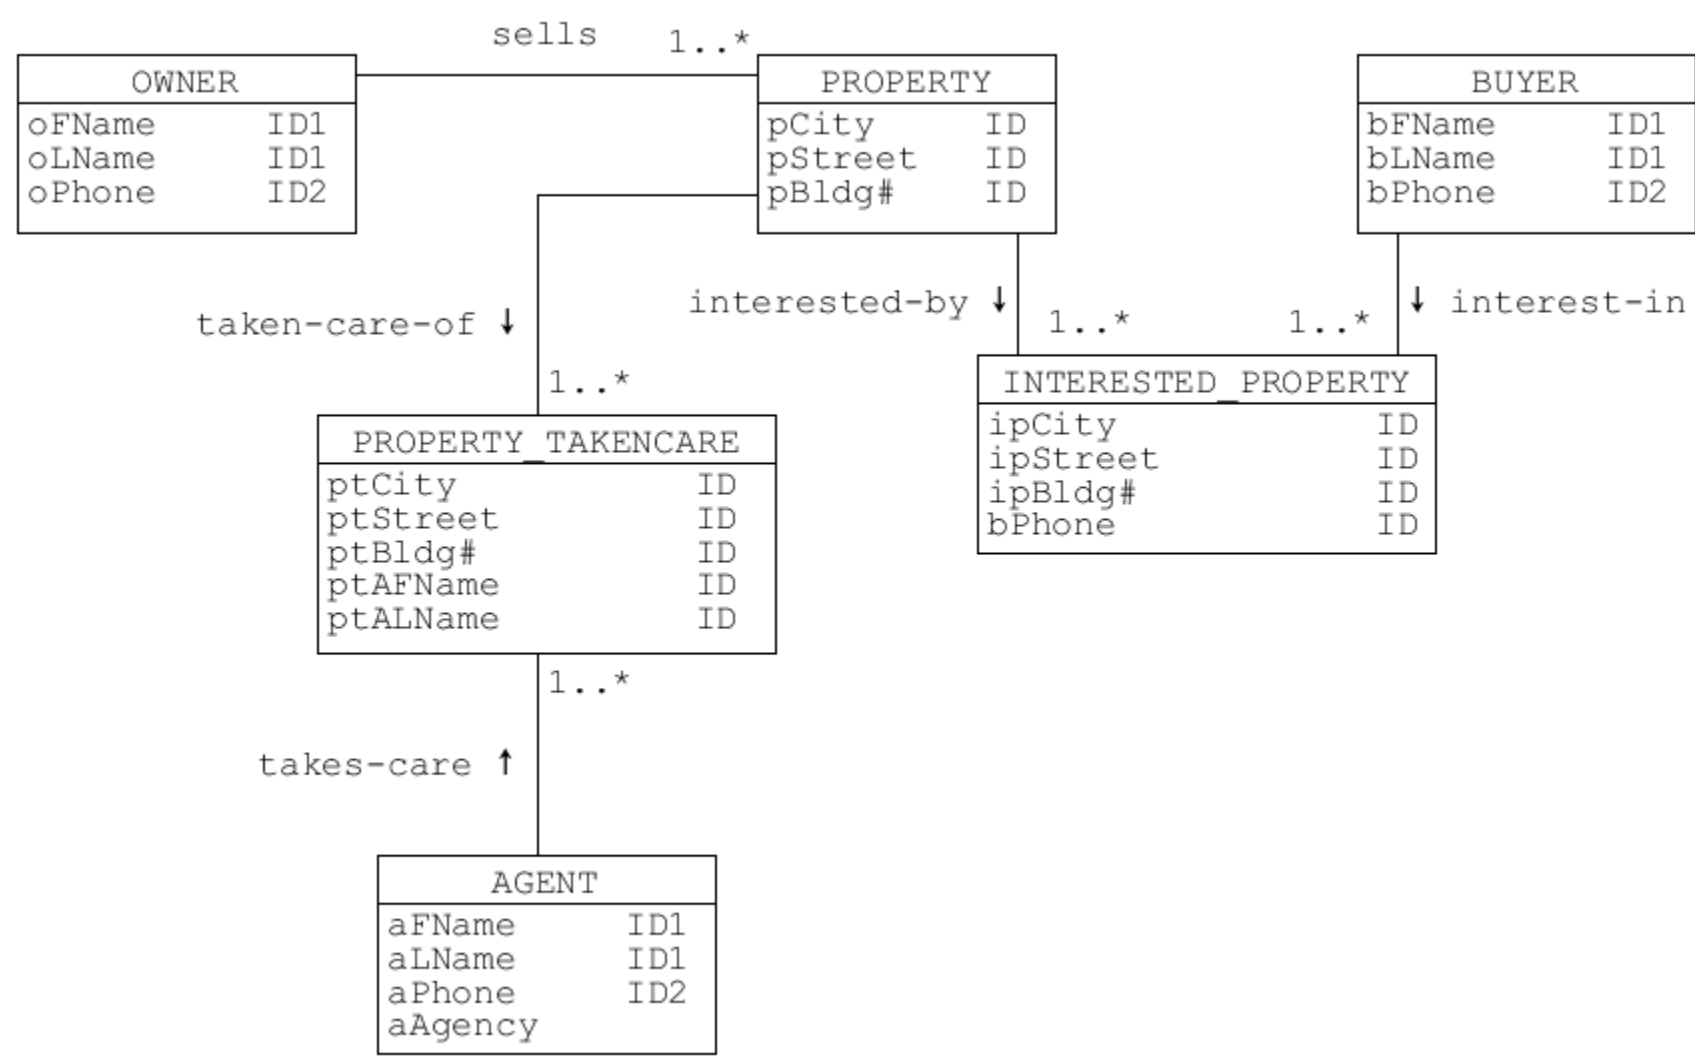 sells 1..*
OWNER
oFName ID1
oLName ID1
oPhone ID2
PROPERTY
pCity ID
pStreet ID
pBldg# ID
BUYER
bFName ID1
bLName ID1
bPhone ID2
taken-care-of ↓
1..*
interested-by ↓
1..*
↓ interest-in
1..*
PROPERTY_TAKENCARE
ptCity ID
ptStreet ID
ptBldg# ID
ptAFName ID
ptALName ID
INTERESTED_PROPERTY
ipCity ID
ipStreet ID
ipBldg# ID
bPhone ID
1..*
takes-care ↑
AGENT
aFName ID1
aLName ID1
aPhone ID2
aAgency